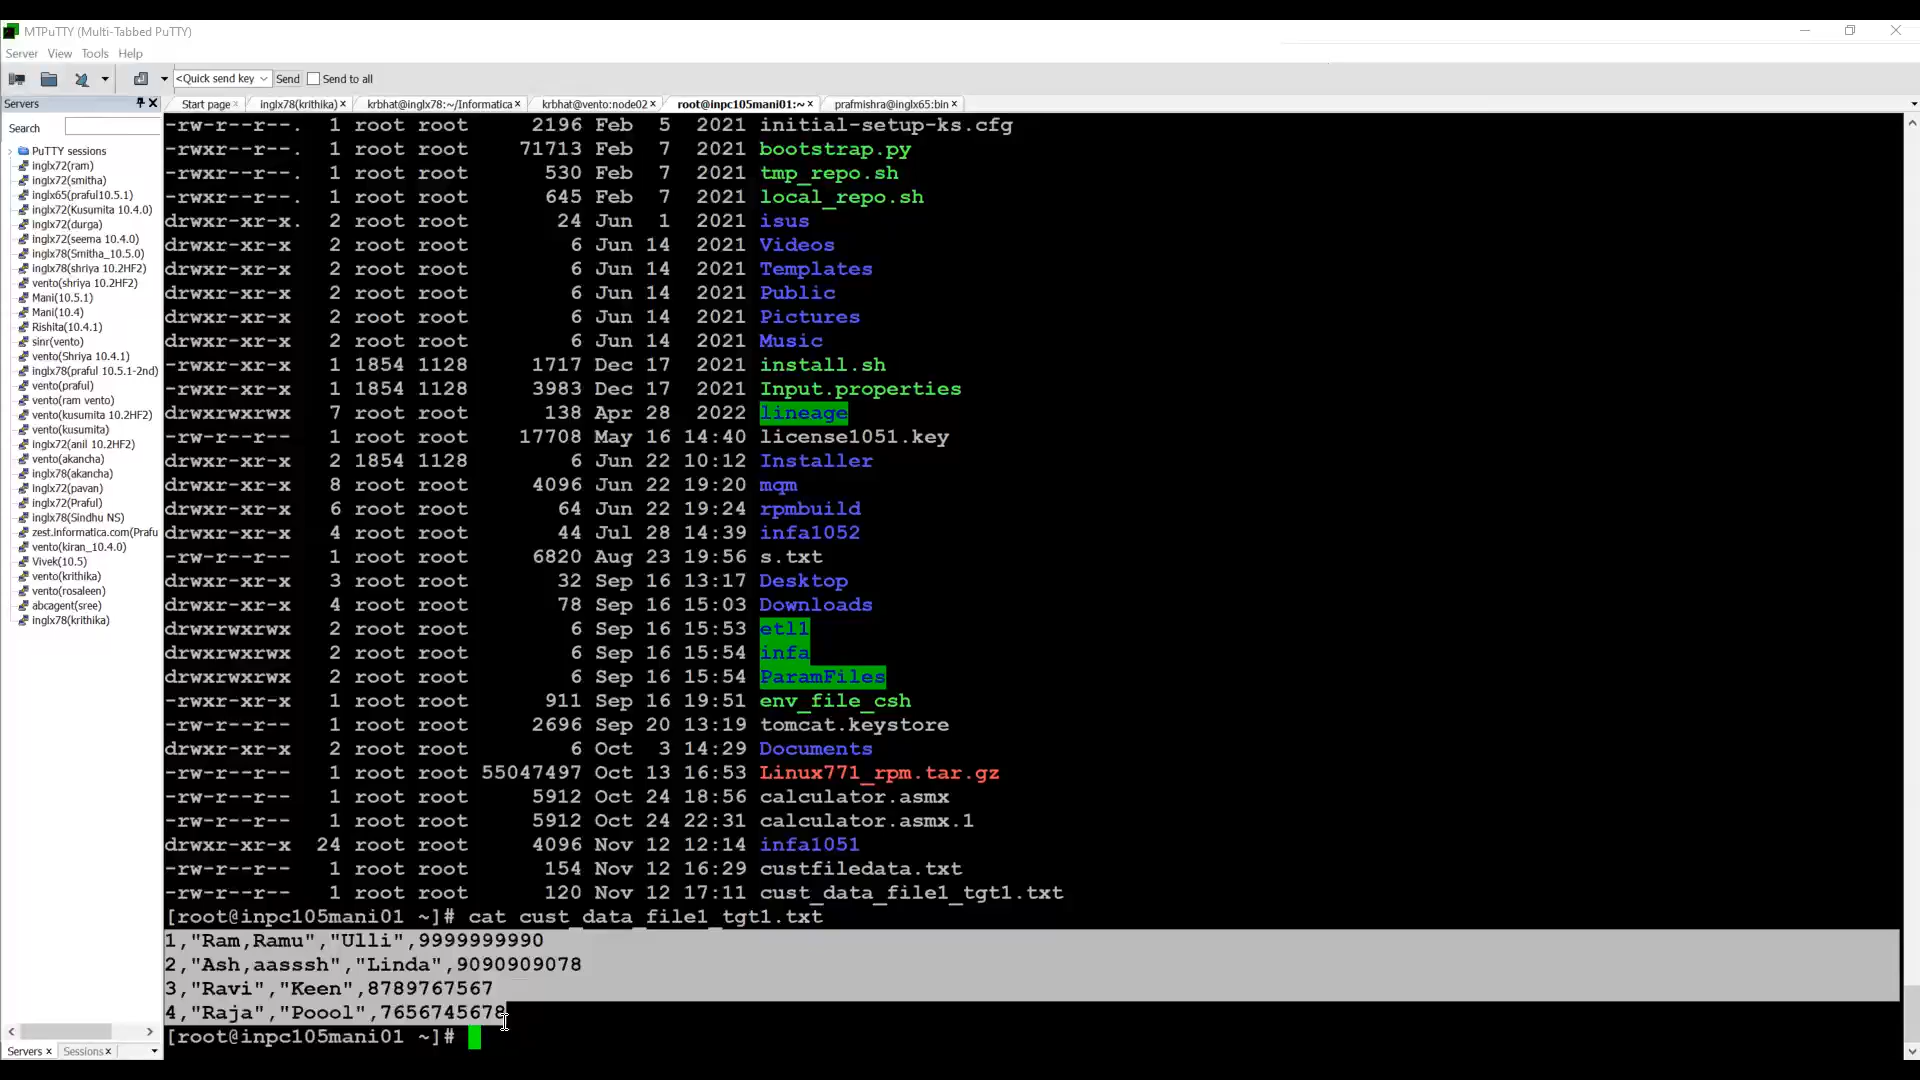 MTPuTTY (Multi-Tabbed PuTTY)
Server View Tools Help
<Quick send key Send Send to all
Servers
Start page inglx78(krithika) krbhat@inglx78:~/Informatica krbhat@vento:node02 root@inpc105mani01:~ prafmishra@inglx65:bin
Search
PuTTY sessions
inglx72(ram)
inglx72(smitha)
inglx65(praful10.5.1)
inglx72(Kusumita 10.4.0)
inglx72(durga)
inglx72(seema 10.4.0)
inglx78(Smitha_10.5.0)
inglx78(shriya 10.2HF2)
vento(shriya 10.2HF2)
Mani(10.5.1)
Mani(10.4)
Rishita(10.4.1)
sinr(vento)
vento(Shriya 10.4.1)
inglx78(praful 10.5.1-2nd)
vento(praful)
vento(ram vento)
vento(kusumita 10.2HF2)
vento(kusumita)
inglx72(anil 10.2HF2)
vento(akancha)
inglx78(akancha)
inglx72(pavan)
inglx72(Praful)
inglx78(Sindhu NS)
zest.informatica.com(Prafu
vento(kiran_10.4.0)
Vivek(10.5)
vento(krithika)
vento(rosaleen)
abcagent(sree)
inglx78(krithika)
Servers Sessions
-rw-r--r--. 1 root root 2196 Feb 5 2021 initial-setup-ks.cfg
-rwxr--r--. 1 root root 71713 Feb 7 2021 bootstrap.py
-rwxr--r--. 1 root root 530 Feb 7 2021 tmp_repo.sh
-rwxr--r--. 1 root root 645 Feb 7 2021 local_repo.sh
drwxr-xr-x. 2 root root 24 Jun 1 2021 isus
drwxr-xr-x 2 root root 6 Jun 14 2021 Videos
drwxr-xr-x 2 root root 6 Jun 14 2021 Templates
drwxr-xr-x 2 root root 6 Jun 14 2021 Public
drwxr-xr-x 2 root root 6 Jun 14 2021 Pictures
drwxr-xr-x 2 root root 6 Jun 14 2021 Music
-rwxr-xr-x 1 1854 1128 1717 Dec 17 2021 install.sh
-rwxr-xr-x 1 1854 1128 3983 Dec 17 2021 Input.properties
drwxrwxrwx 7 root root 138 Apr 28 2022 lineage
-rw-r--r-- 1 root root 17708 May 16 14:40 license1051.key
drwxr-xr-x 2 1854 1128 6 Jun 22 10:12 Installer
drwxr-xr-x 8 root root 4096 Jun 22 19:20 mqm
drwxr-xr-x 6 root root 64 Jun 22 19:24 rpmbuild
drwxr-xr-x 4 root root 44 Jul 28 14:39 infa1052
-rw-r--r-- 1 root root 6820 Aug 23 19:56 s.txt
drwxr-xr-x 3 root root 32 Sep 16 13:17 Desktop
drwxr-xr-x 4 root root 78 Sep 16 15:03 Downloads
drwxrwxrwx 2 root root 6 Sep 16 15:53 etl1
drwxrwxrwx 2 root root 6 Sep 16 15:54 infa
drwxrwxrwx 2 root root 6 Sep 16 15:54 ParamFiles
-rwxr-xr-x 1 root root 911 Sep 16 19:51 env_file_csh
-rw-r--r-- 1 root root 2696 Sep 20 13:19 tomcat.keystore
drwxr-xr-x 2 root root 6 Oct 3 14:29 Documents
-rw-r--r-- 1 root root 55047497 Oct 13 16:53 Linux771_rpm.tar.gz
-rw-r--r-- 1 root root 5912 Oct 24 18:56 calculator.asmx
-rw-r--r-- 1 root root 5912 Oct 24 22:31 calculator.asmx.1
drwxr-xr-x 24 root root 4096 Nov 12 12:14 infa1051
-rw-r--r-- 1 root root 154 Nov 12 16:29 custfiledata.txt
-rw-r--r-- 1 root root 120 Nov 12 17:11 cust_data_file1_tgt1.txt
[root@inpc105mani01 ~]# cat cust_data_file1_tgt1.txt
1,"Ram,Ramu","Ulli",9999999990
2,"Ash,aasssh","Linda",9090909078
3,"Ravi","Keen",8789767567
4,"Raja","Poool",7656745678
[root@inpc105mani01 ~]#